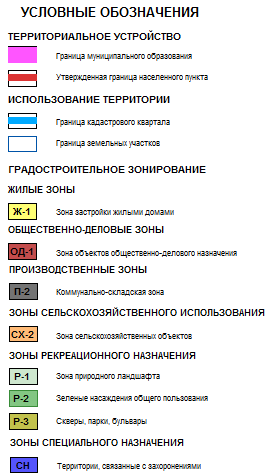 УСЛОВНЫЕ ОБОЗНАЧЕНИЯ
ТЕРРИТОРИАЛЬНОЕ УСТРОЙСТВО
Граница муниципального образования
Утвержденная граница населенного пункта
ИСПОЛЬЗОВАНИЕ ТЕРРИТОРИИ
Граница кадастрового квартала
Граница земельных участков
ГРАДОСТРОИТЕЛЬНОЕ ЗОНИРОВАНИЕ
ЖИЛЫЕ ЗОНЫ
Ж-1 Зона застройки жилыми домами
ОБЩЕСТВЕННО-ДЕЛОВЫЕ ЗОНЫ
ОД-1 Зона объектов общественно-делового назначения
ПРОИЗВОДСТВЕННЫЕ ЗОНЫ
П-2 Коммунально-складская зона
ЗОНЫ СЕЛЬСКОХОЗЯЙСТВЕННОГО ИСПОЛЬЗОВАНИЯ
СХ-2 Зона сельскохозяйственных объектов
ЗОНЫ РЕКРЕАЦИОННОГО НАЗНАЧЕНИЯ
Р-1 Зона природного ландшафта
Р-2 Зеленые насаждения общего пользования
Р-3 Скверы, парки, бульвары
ЗОНЫ СПЕЦИАЛЬНОГО НАЗНАЧЕНИЯ
СН Территории, связанные с захоронениями